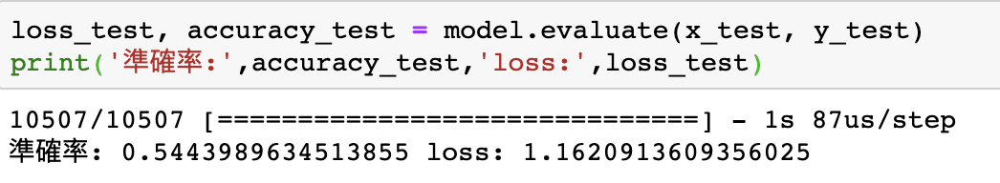 loss_test, accuracy_test = model.evaluate(x_test, y_test)
print('準確率:',accuracy_test,'loss:',loss_test)
10507/10507 [==============================] - 1s 87us/step
準確率: 0.5443989634513855 loss: 1.1620913609356025